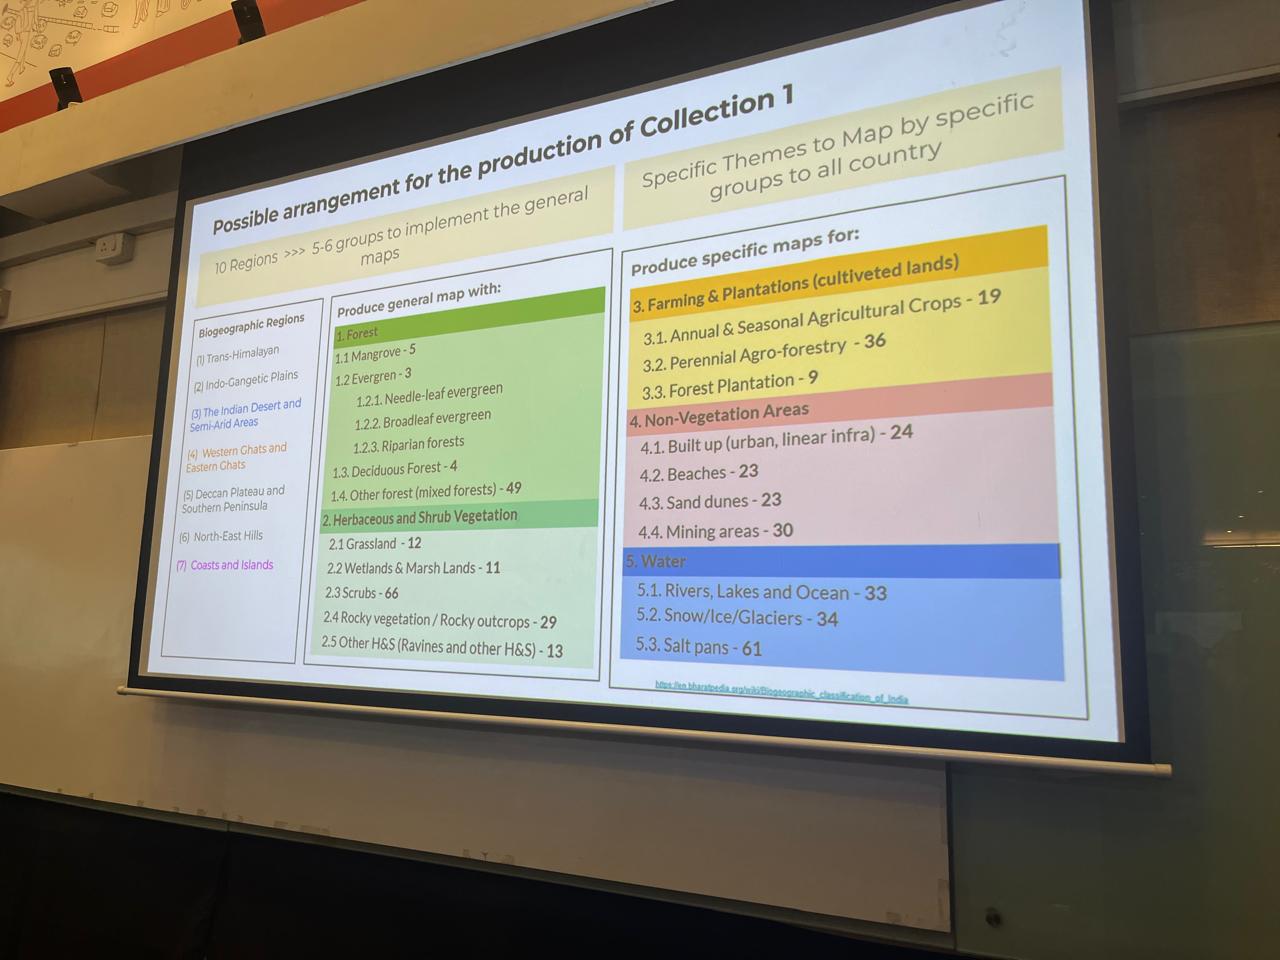 Possible arrangement for the production of Collection 1
10 Regions >>> 5-6 groups to implement the general
maps
Specific Themes to Map by specific
groups to all country
Biogeographic Regions
(1) Trans-Himalayan
(2) Indo-Gangetic Plains
(3) The Indian Desert and
Semi-Arid Areas
(4) Western Ghats and
Eastern Ghats
(5) Deccan Plateau and
Southern Peninsula
(6) North-East Hills
(7) Coasts and Islands
Produce general map with:
1. Forest
1.1 Mangrove - 5
1.2 Evergren - 3
1.2.1. Needle-leaf evergreen
1.2.2. Broadleaf evergreen
1.2.3. Riparian forests
1.3. Deciduous Forest - 4
1.4. Other forest (mixed forests) - 49
2. Herbaceous and Shrub Vegetation
2.1 Grassland - 12
2.2 Wetlands & Marsh Lands - 11
2.3 Scrubs - 66
2.4 Rocky vegetation / Rocky outcrops - 29
2.5 Other H&S (Ravines and other H&S) - 13
Produce specific maps for:
3. Farming & Plantations (cultiveted lands)
3.1. Annual & Seasonal Agricultural Crops - 19
3.2. Perennial Agro-forestry - 36
3.3. Forest Plantation - 9
4. Non-Vegetation Areas
4.1. Built up (urban, linear infra) - 24
4.2. Beaches - 23
4.3. Sand dunes - 23
4.4. Mining areas - 30
5. Water
5.1. Rivers, Lakes and Ocean - 33
5.2. Snow/Ice/Glaciers - 34
5.3. Salt pans - 61
https://en.bharatpedia.org/wiki/Biogeographic_classification_of_India